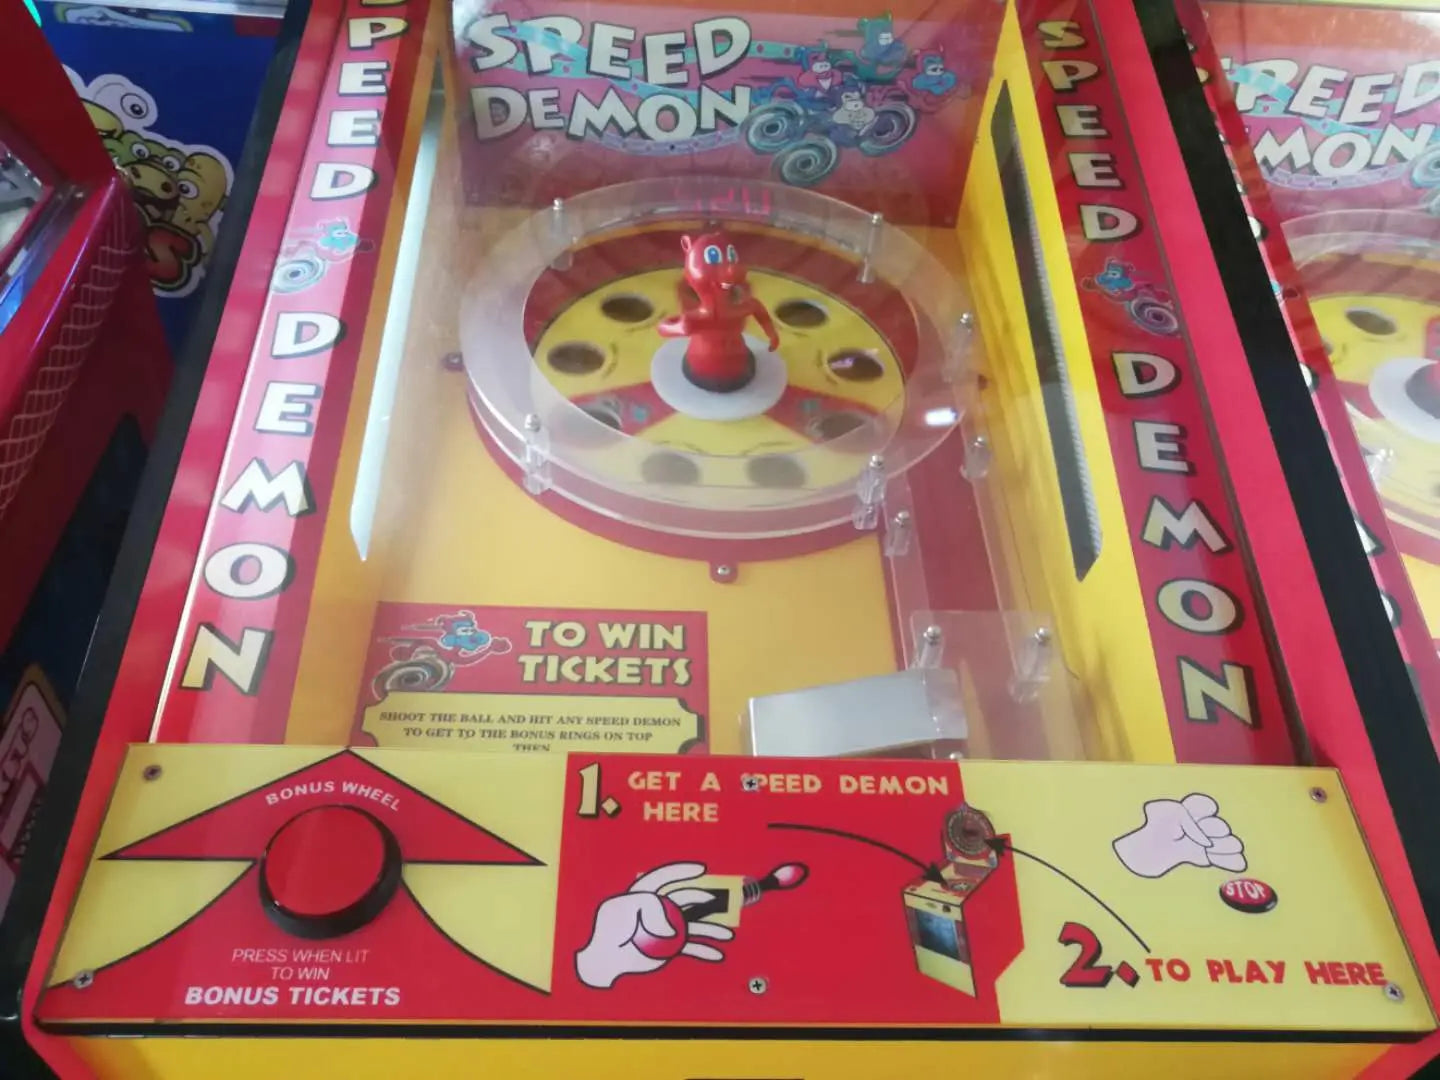 SPEED
DEMON
SPEED
DEMON
SPEED
DEMON
TO WIN
TICKETS
SHOOT THE BALL AND HIT ANY SPEED DEMON
TO GET TO THE BONUS RINGS ON TOP
THEN
BONUS WHEEL
PRESS WHEN LIT
TO WIN
BONUS TICKETS
1. GET A SPEED DEMON
HERE
STOP
2. TO PLAY HERE
SPEED
EMON